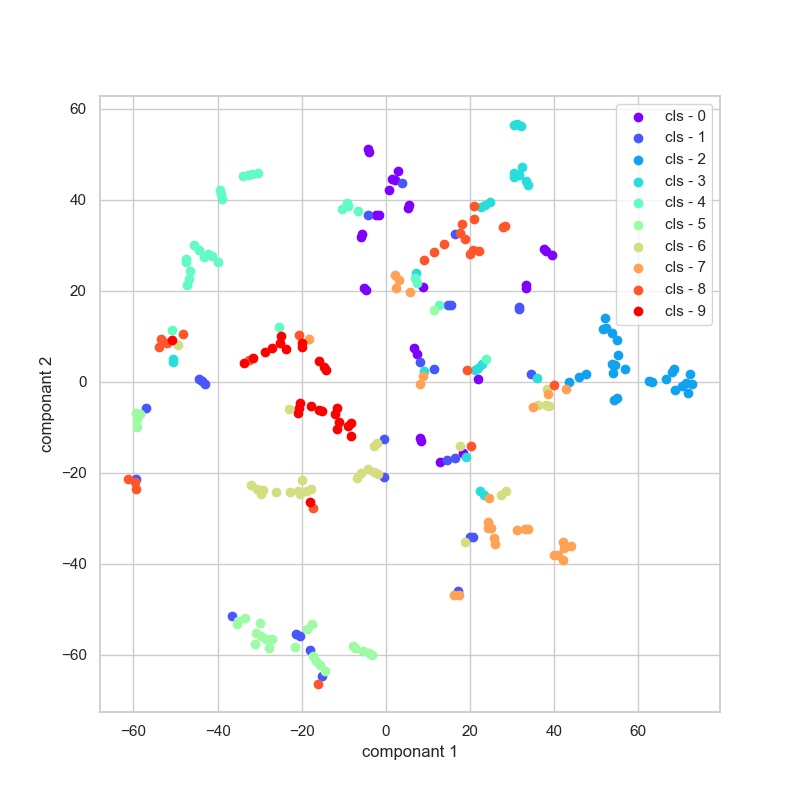 60
40
20
0
−20
−40
−60
−60
−40
−20
0
20
40
60
componant 1
componant 2
cls - 0
cls - 1
cls - 2
cls - 3
cls - 4
cls - 5
cls - 6
cls - 7
cls - 8
cls - 9